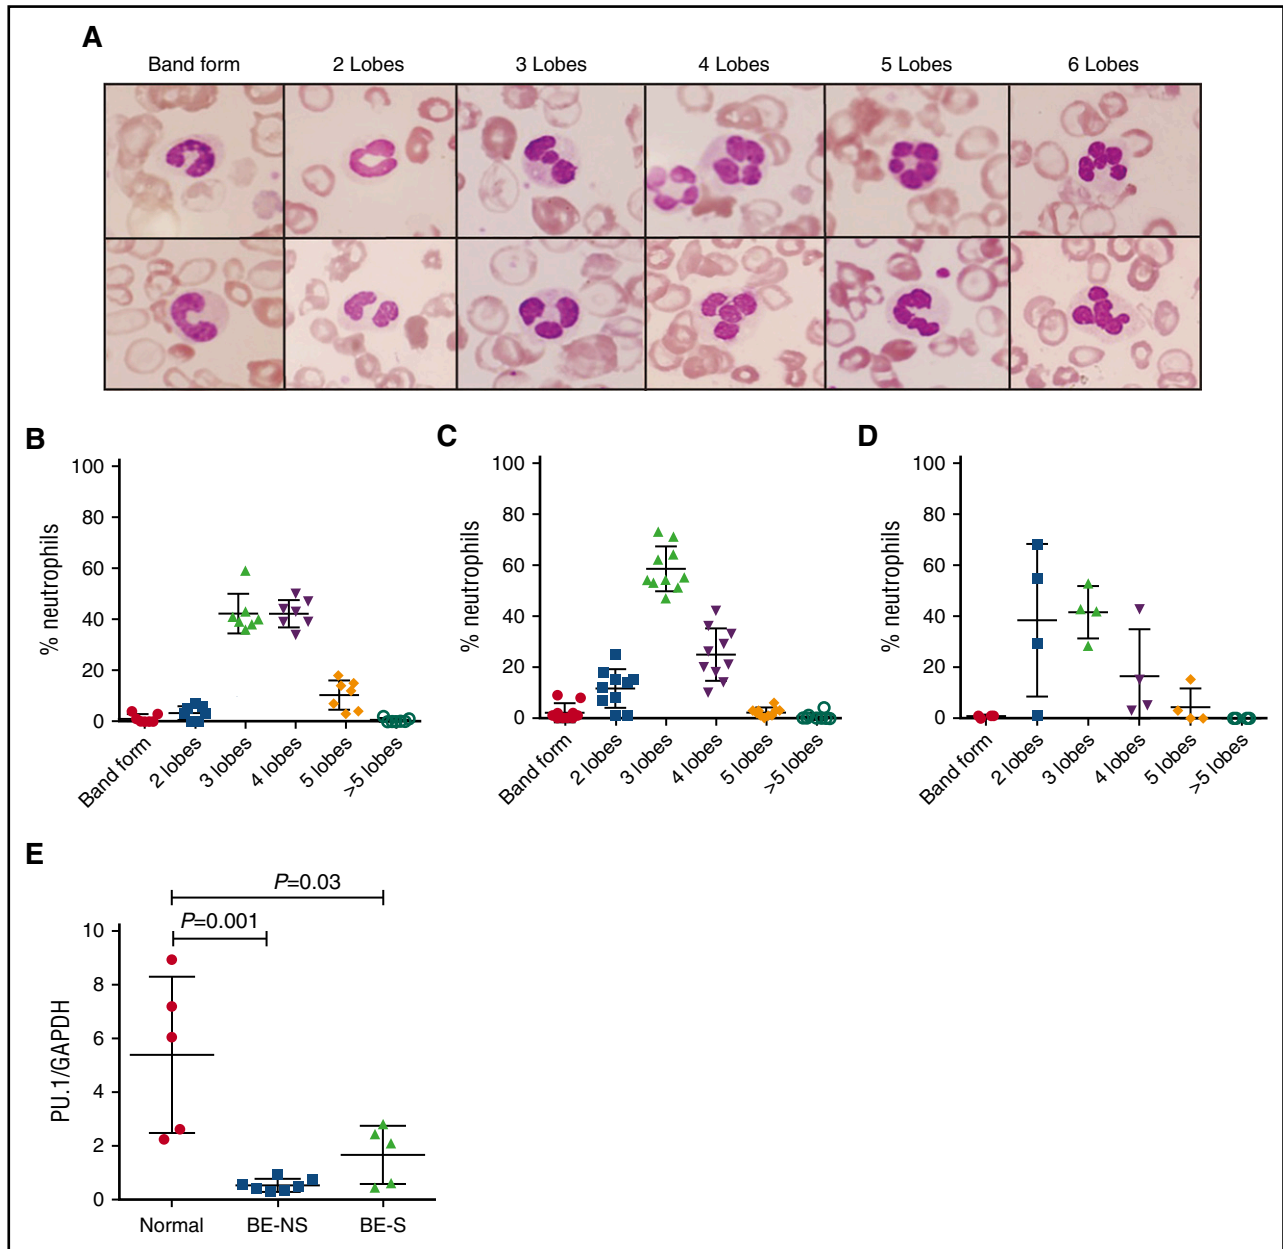 A
Band form 2 Lobes 3 Lobes 4 Lobes 5 Lobes 6 Lobes
B
% neutrophils
100
80
60
40
20
0
Band form
2 lobes
3 lobes
4 lobes
5 lobes
>5 lobes
C
% neutrophils
100
80
60
40
20
0
Band form
2 lobes
3 lobes
4 lobes
5 lobes
>5 lobes
D
% neutrophils
100
80
60
40
20
0
Band form
2 lobes
3 lobes
4 lobes
5 lobes
>5 lobes
E
P=0.03
P=0.001
PU.1/GAPDH
10
8
6
4
2
0
Normal BE-NS BE-S